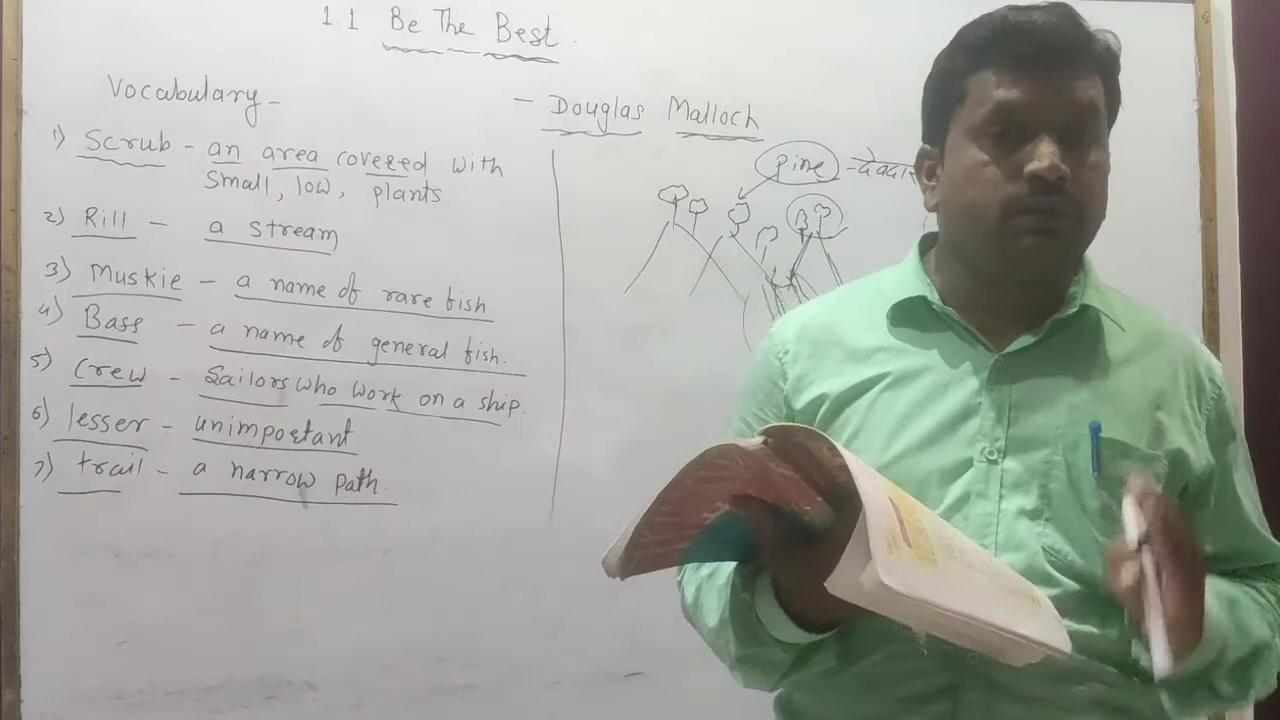 1.1 Be The Best.
- Douglas Malloch
Vocabulary-
1) Scrub - an area covered with
small, low, plants.
2) Rill - a stream
3) Muskie - a name of rare fish.
4) Bass - a name of general fish.
5) Crew - Sailors who work on a ship.
6) lesser - unimportant
7) trail - a narrow path.
Pine -